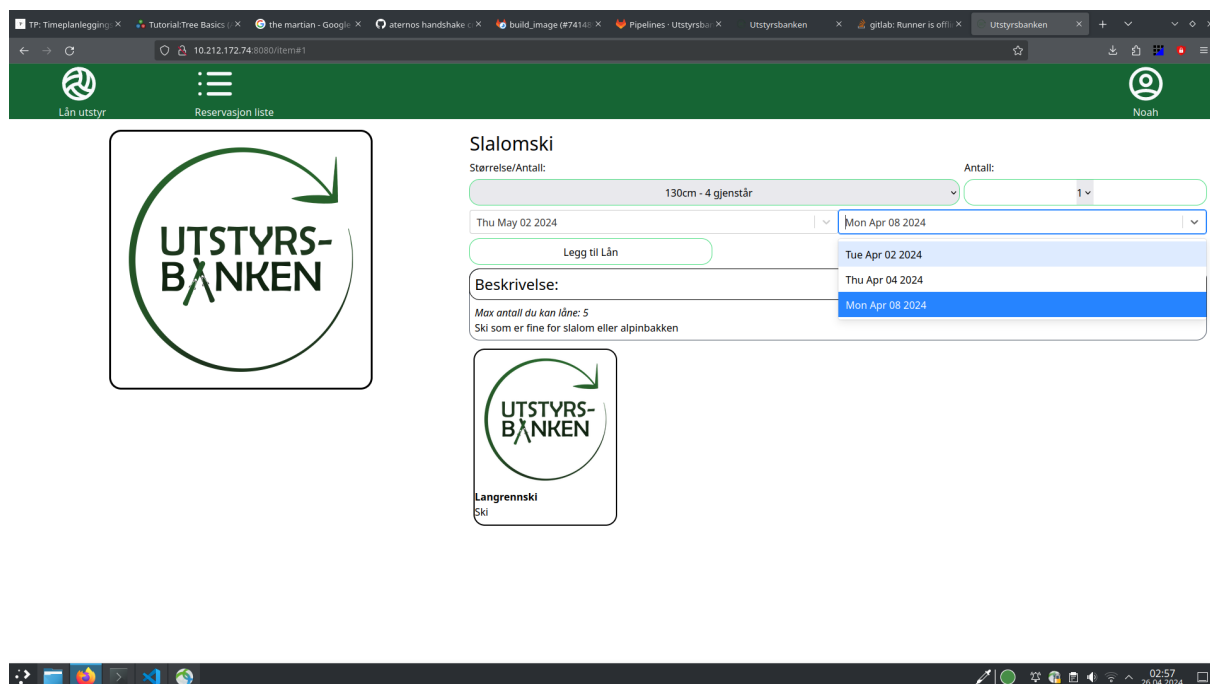 TP: Timeplanlegging:
Tutorial:Tree Basics (
the martian - Google
aternos handshake c
build_image (#74148
Pipelines · Utstyrsbar
Utstyrsbanken
gitlab: Runner is offli
Utstyrsbanken
10.212.172.74:8080/item#1
Lån utstyr
Reservasjon liste
Noah
UTSTYRS-
BANKEN
Slalomski
Størrelse/Antall:
Antall:
130cm - 4 gjenstår
1
Thu May 02 2024
Mon Apr 08 2024
Legg til Lån
Tue Apr 02 2024
Thu Apr 04 2024
Mon Apr 08 2024
Beskrivelse:
Max antall du kan låne: 5
Ski som er fine for slalom eller alpinbakken
UTSTYRS-
BANKEN
Langrennski
Ski
02:57
26.04.2024